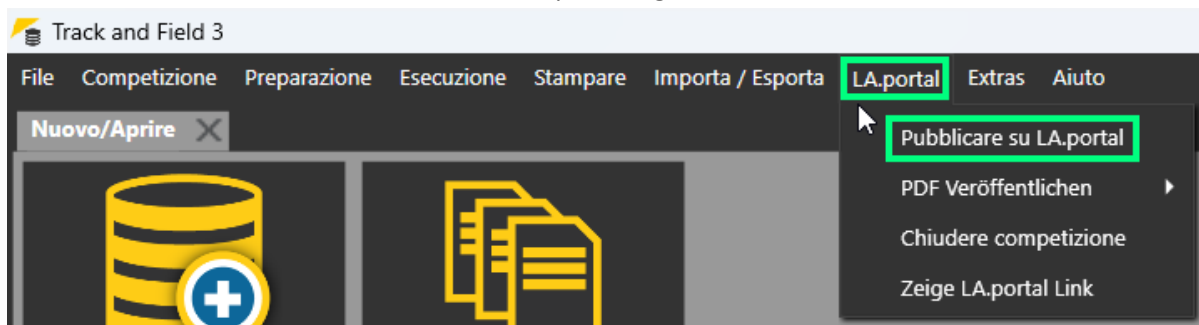 Track and Field 3
File Competizione Preparazione Esecuzione Stampare Importa / Esporta LA.portal Extras Aiuto
Nuovo/Aprire
Pubblicare su LA.portal
PDF Veröffentlichen
Chiudere competizione
Zeige LA.portal Link